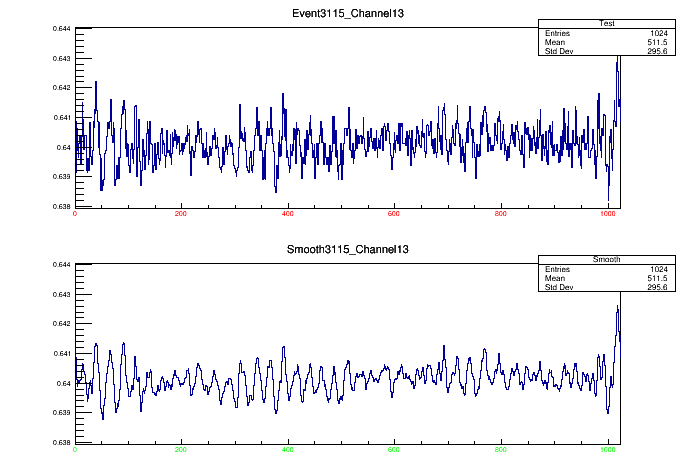 Event3115_Channel13
Test
Entries 1024
Mean 511.5
Std Dev 295.6
0.644
0.643
0.642
0.641
0.64
0.639
0.638
0 200 400 600 800 1000
Smooth3115_Channel13
Smooth
Entries 1024
Mean 511.5
Std Dev 295.6
0.644
0.643
0.642
0.641
0.64
0.639
0.638
0 200 400 600 800 1000